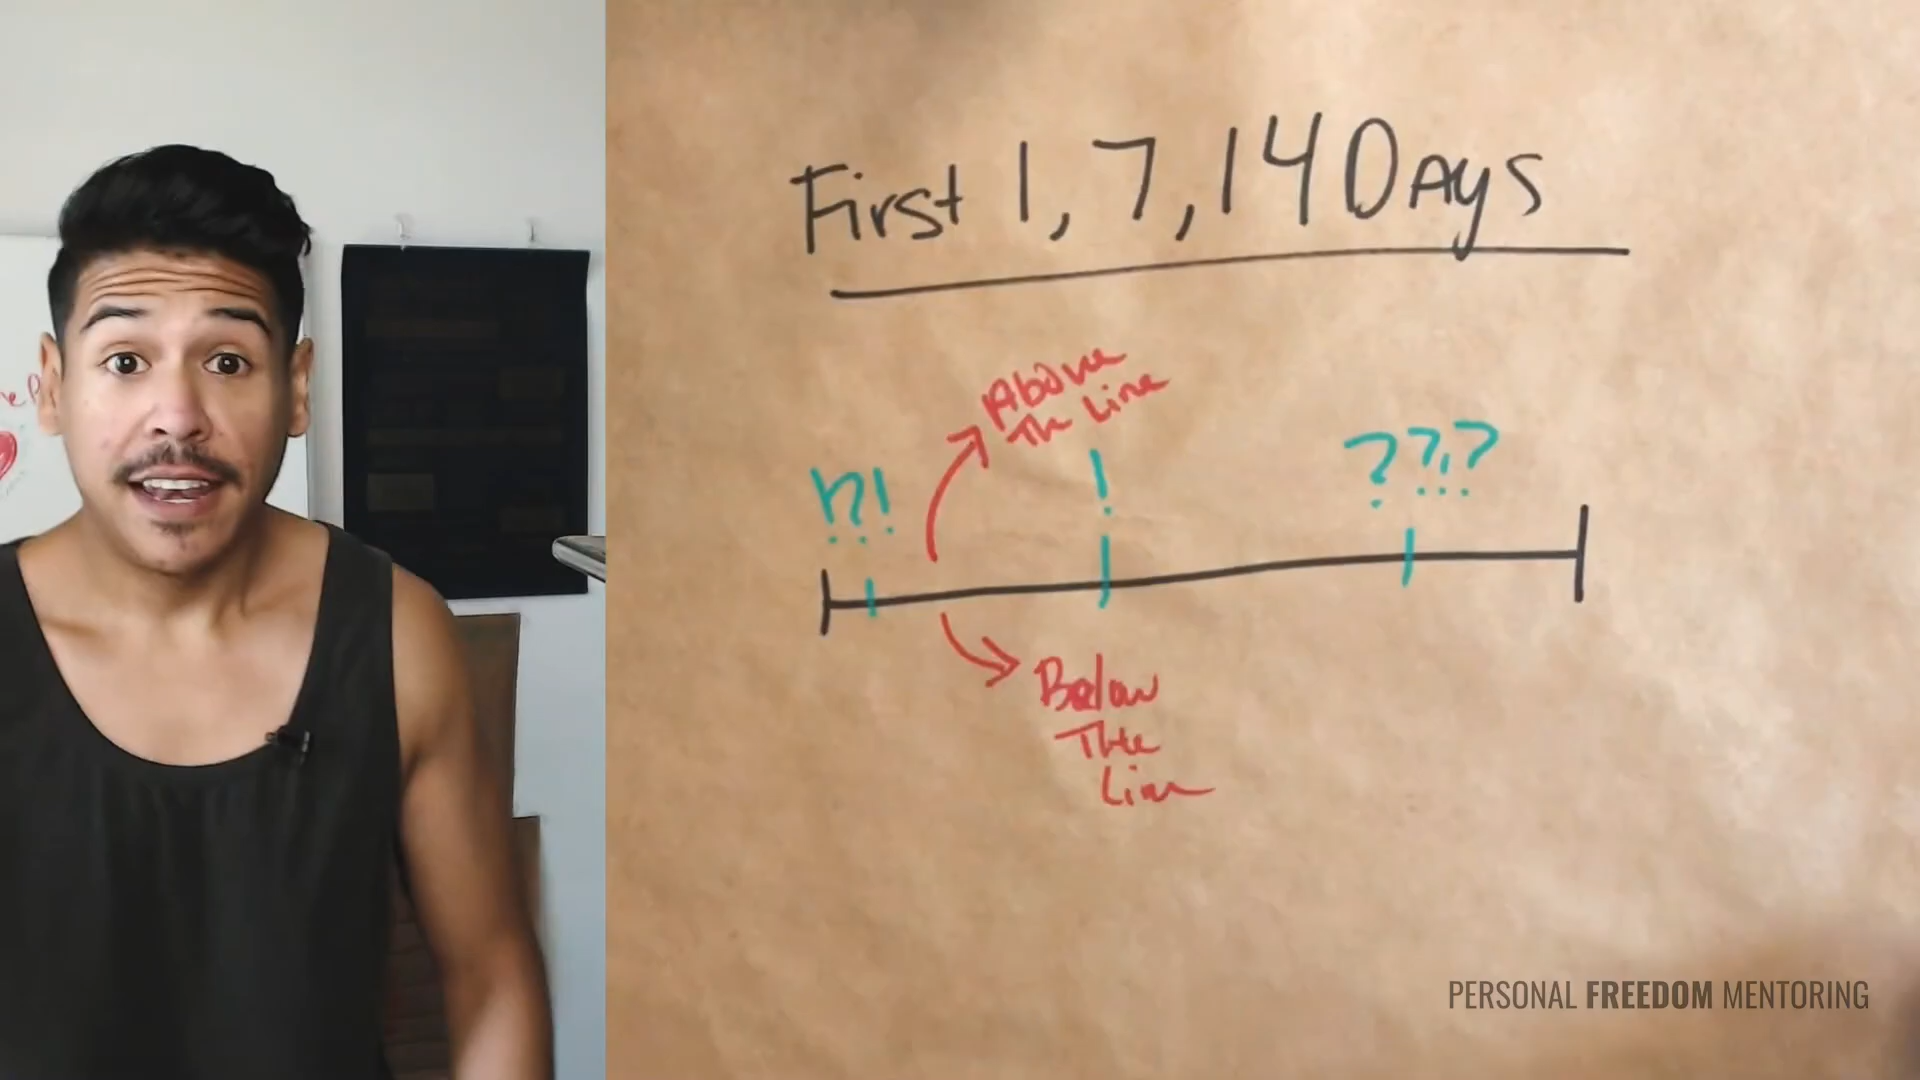 First 1, 7, 14 Days
Above
The Line
!?!
!
???
Below
The
Line
PERSONAL FREEDOM MENTORING